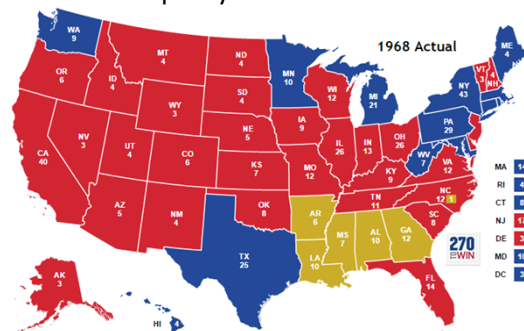 1968 Actual
WA
9
OR
6
CA
40
NV
3
ID
4
MT
4
WY
3
UT
4
AZ
5
CO
6
NM
4
ND
4
SD
4
NE
5
KS
7
OK
8
TX
25
MN
10
IA
9
MO
12
AR
6
LA
10
WI
12
IL
26
MI
21
IN
13
OH
26
KY
9
TN
11
MS
7
AL
10
GA
12
FL
14
SC
8
NC
12 1
VA
12
WV
7
PA
29
NY
43
VT
3
4
NH
ME
4
AK
3
HI 4
270
TO WIN
MA 14
RI 4
CT 8
NJ 17
DE 3
MD 10
DC 3